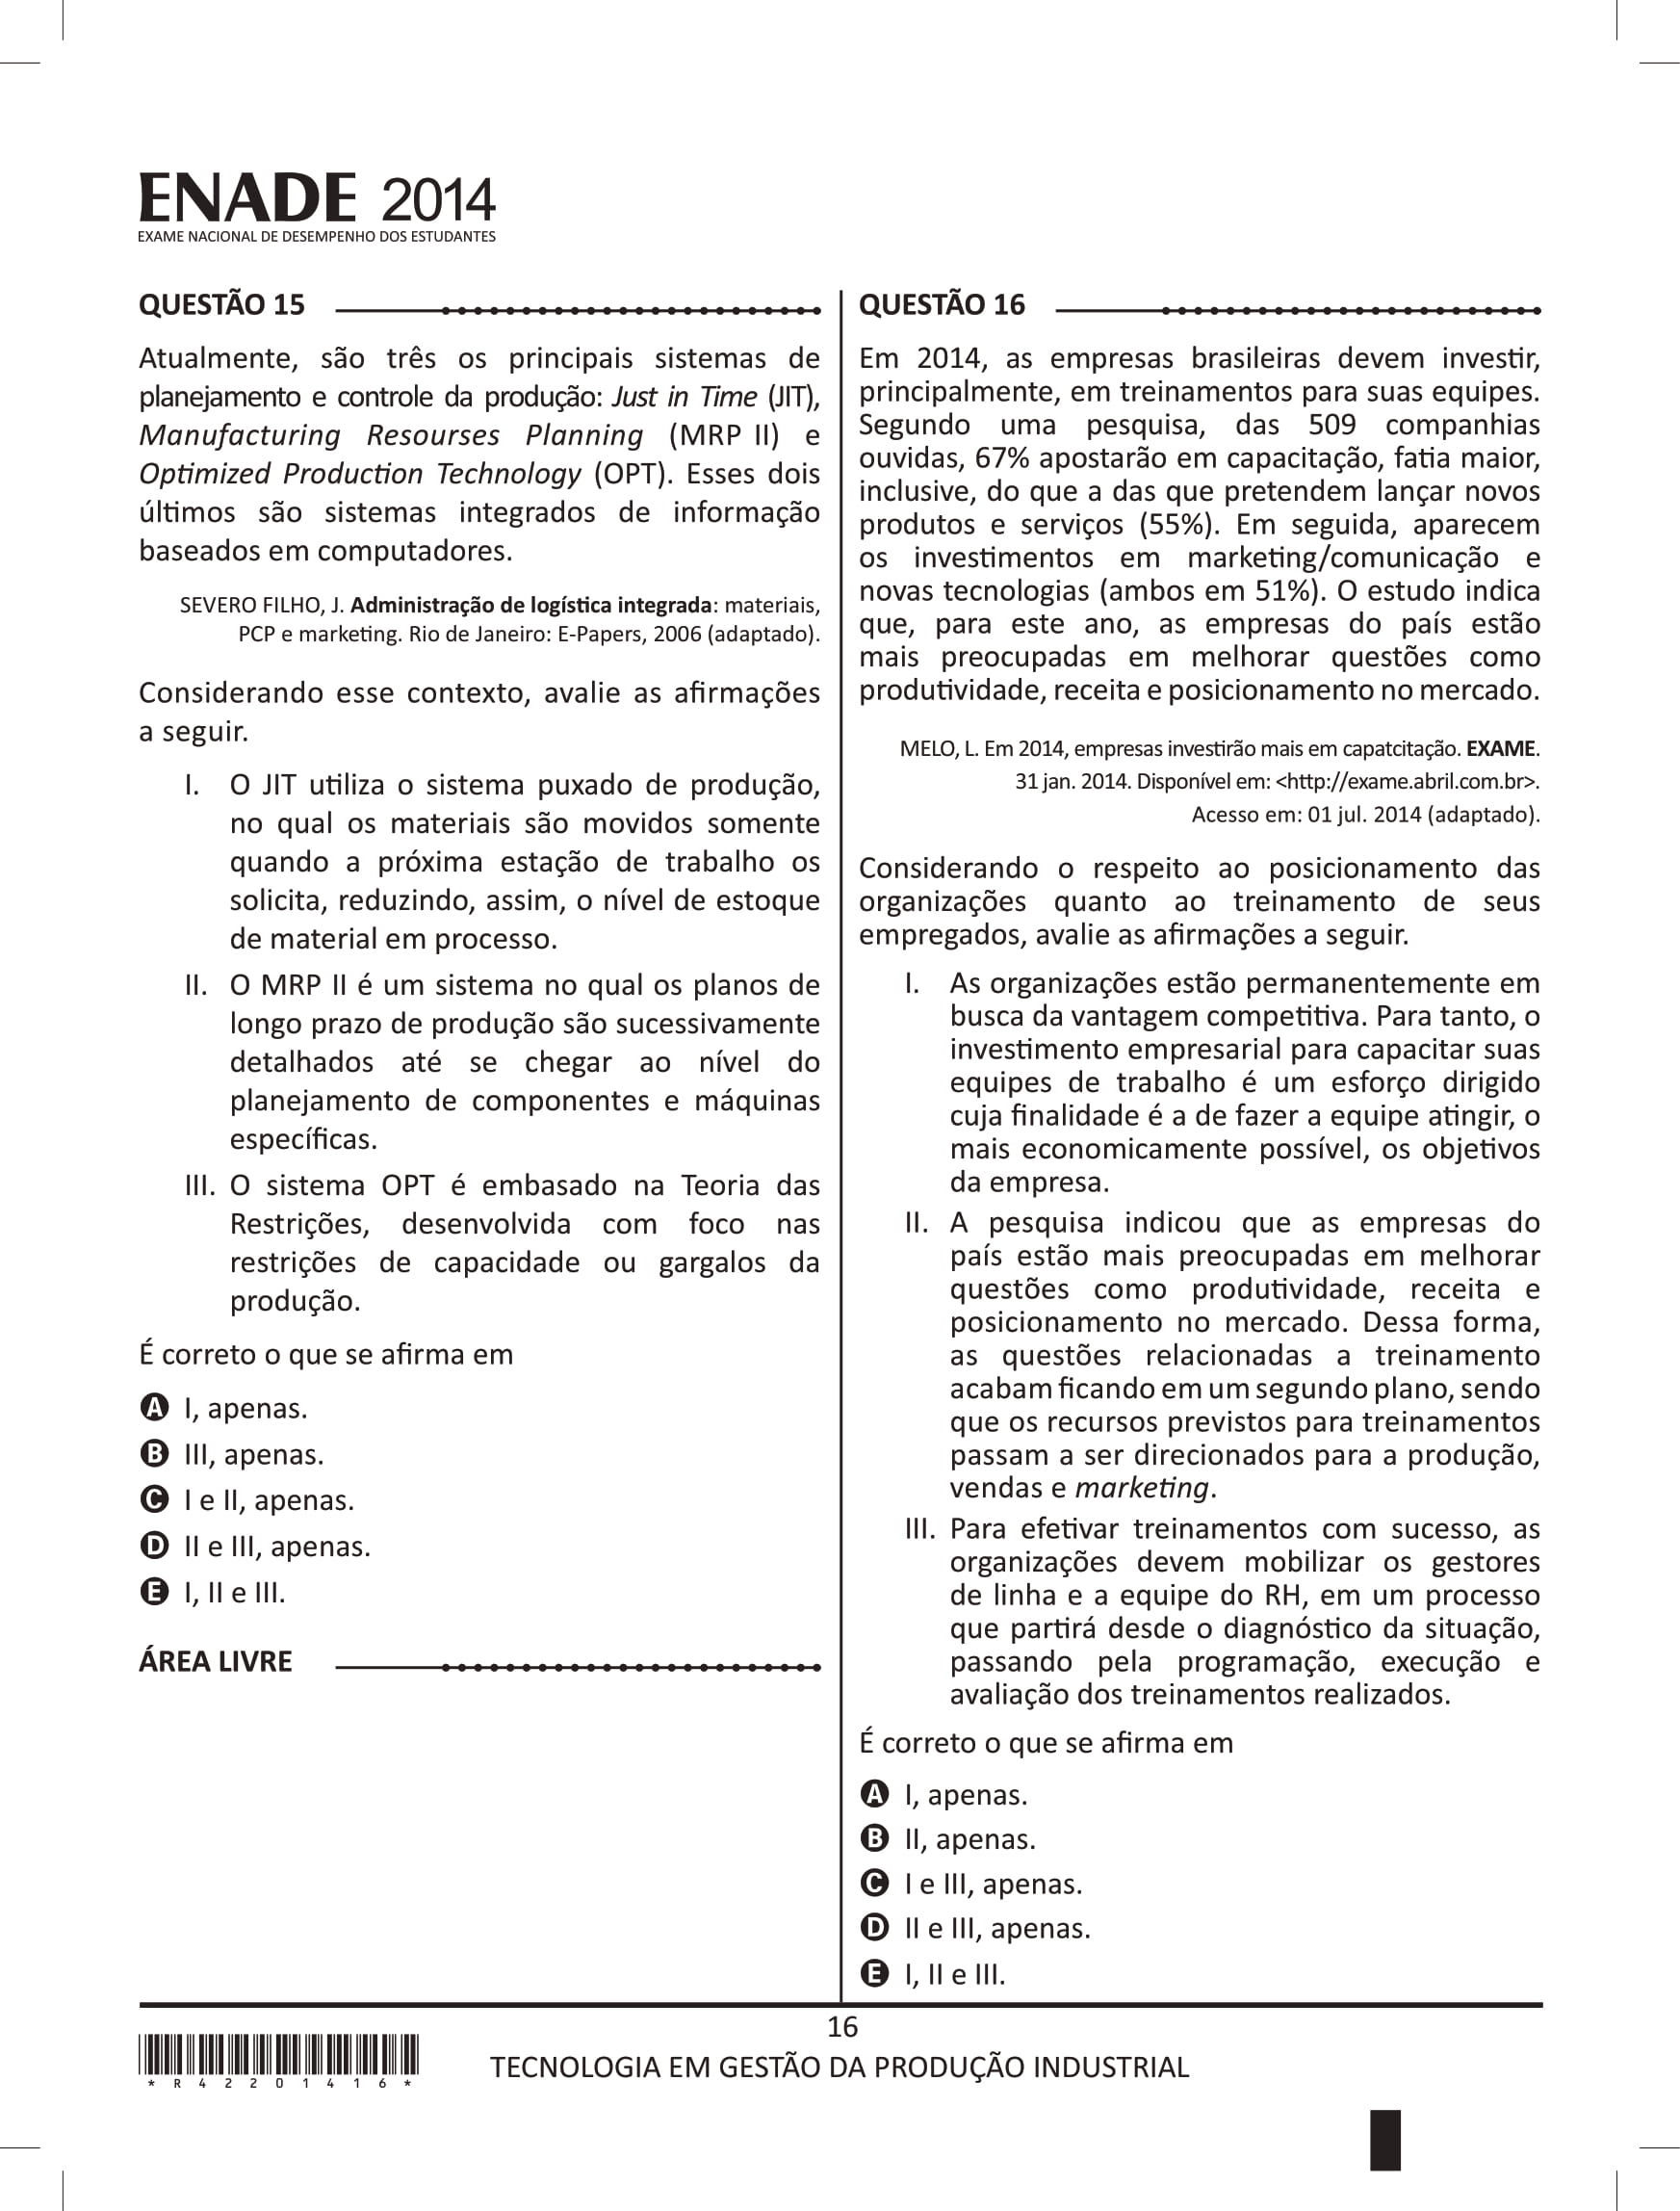 ENADE 2014
EXAME NACIONAL DE DESEMPENHO DOS ESTUDANTES
QUESTÃO 15
Atualmente, são três os principais sistemas de
planejamento e controle da produção: Just in Time (JIT),
Manufacturing Resourses Planning (MRP II) e
Optimized Production Technology (OPT). Esses dois
últimos são sistemas integrados de informação
baseados em computadores.
SEVERO FILHO, J. Administração de logística integrada: materiais,
PCP e marketing. Rio de Janeiro: E-Papers, 2006 (adaptado).
Considerando esse contexto, avalie as afirmações
a seguir.
I. O JIT utiliza o sistema puxado de produção,
no qual os materiais são movidos somente
quando a próxima estação de trabalho os
solicita, reduzindo, assim, o nível de estoque
de material em processo.
II. O MRP II é um sistema no qual os planos de
longo prazo de produção são sucessivamente
detalhados até se chegar ao nível do
planejamento de componentes e máquinas
específicas.
III. O sistema OPT é embasado na Teoria das
Restrições, desenvolvida com foco nas
restrições de capacidade ou gargalos da
produção.
É correto o que se afirma em
A I, apenas.
B III, apenas.
C I e II, apenas.
D II e III, apenas.
E I, II e III.
ÁREA LIVRE
QUESTÃO 16
Em 2014, as empresas brasileiras devem investir,
principalmente, em treinamentos para suas equipes.
Segundo uma pesquisa, das 509 companhias
ouvidas, 67% apostarão em capacitação, fatia maior,
inclusive, do que a das que pretendem lançar novos
produtos e serviços (55%). Em seguida, aparecem
os investimentos em marketing/comunicação e
novas tecnologias (ambos em 51%). O estudo indica
que, para este ano, as empresas do país estão
mais preocupadas em melhorar questões como
produtividade, receita e posicionamento no mercado.
MELO, L. Em 2014, empresas investirão mais em capatcitação. EXAME.
31 jan. 2014. Disponível em: <http://exame.abril.com.br>.
Acesso em: 01 jul. 2014 (adaptado).
Considerando o respeito ao posicionamento das
organizações quanto ao treinamento de seus
empregados, avalie as afirmações a seguir.
I. As organizações estão permanentemente em
busca da vantagem competitiva. Para tanto, o
investimento empresarial para capacitar suas
equipes de trabalho é um esforço dirigido
cuja finalidade é a de fazer a equipe atingir, o
mais economicamente possível, os objetivos
da empresa.
II. A pesquisa indicou que as empresas do
país estão mais preocupadas em melhorar
questões como produtividade, receita e
posicionamento no mercado. Dessa forma,
as questões relacionadas a treinamento
acabam ficando em um segundo plano, sendo
que os recursos previstos para treinamentos
passam a ser direcionados para a produção,
vendas e marketing.
III. Para efetivar treinamentos com sucesso, as
organizações devem mobilizar os gestores
de linha e a equipe do RH, em um processo
que partirá desde o diagnóstico da situação,
passando pela programação, execução e
avaliação dos treinamentos realizados.
É correto o que se afirma em
A I, apenas.
B II, apenas.
C I e III, apenas.
D II e III, apenas.
E I, II e III.
16
TECNOLOGIA EM GESTÃO DA PRODUÇÃO INDUSTRIAL
* R 4 2 2 0 1 4 1 6 *